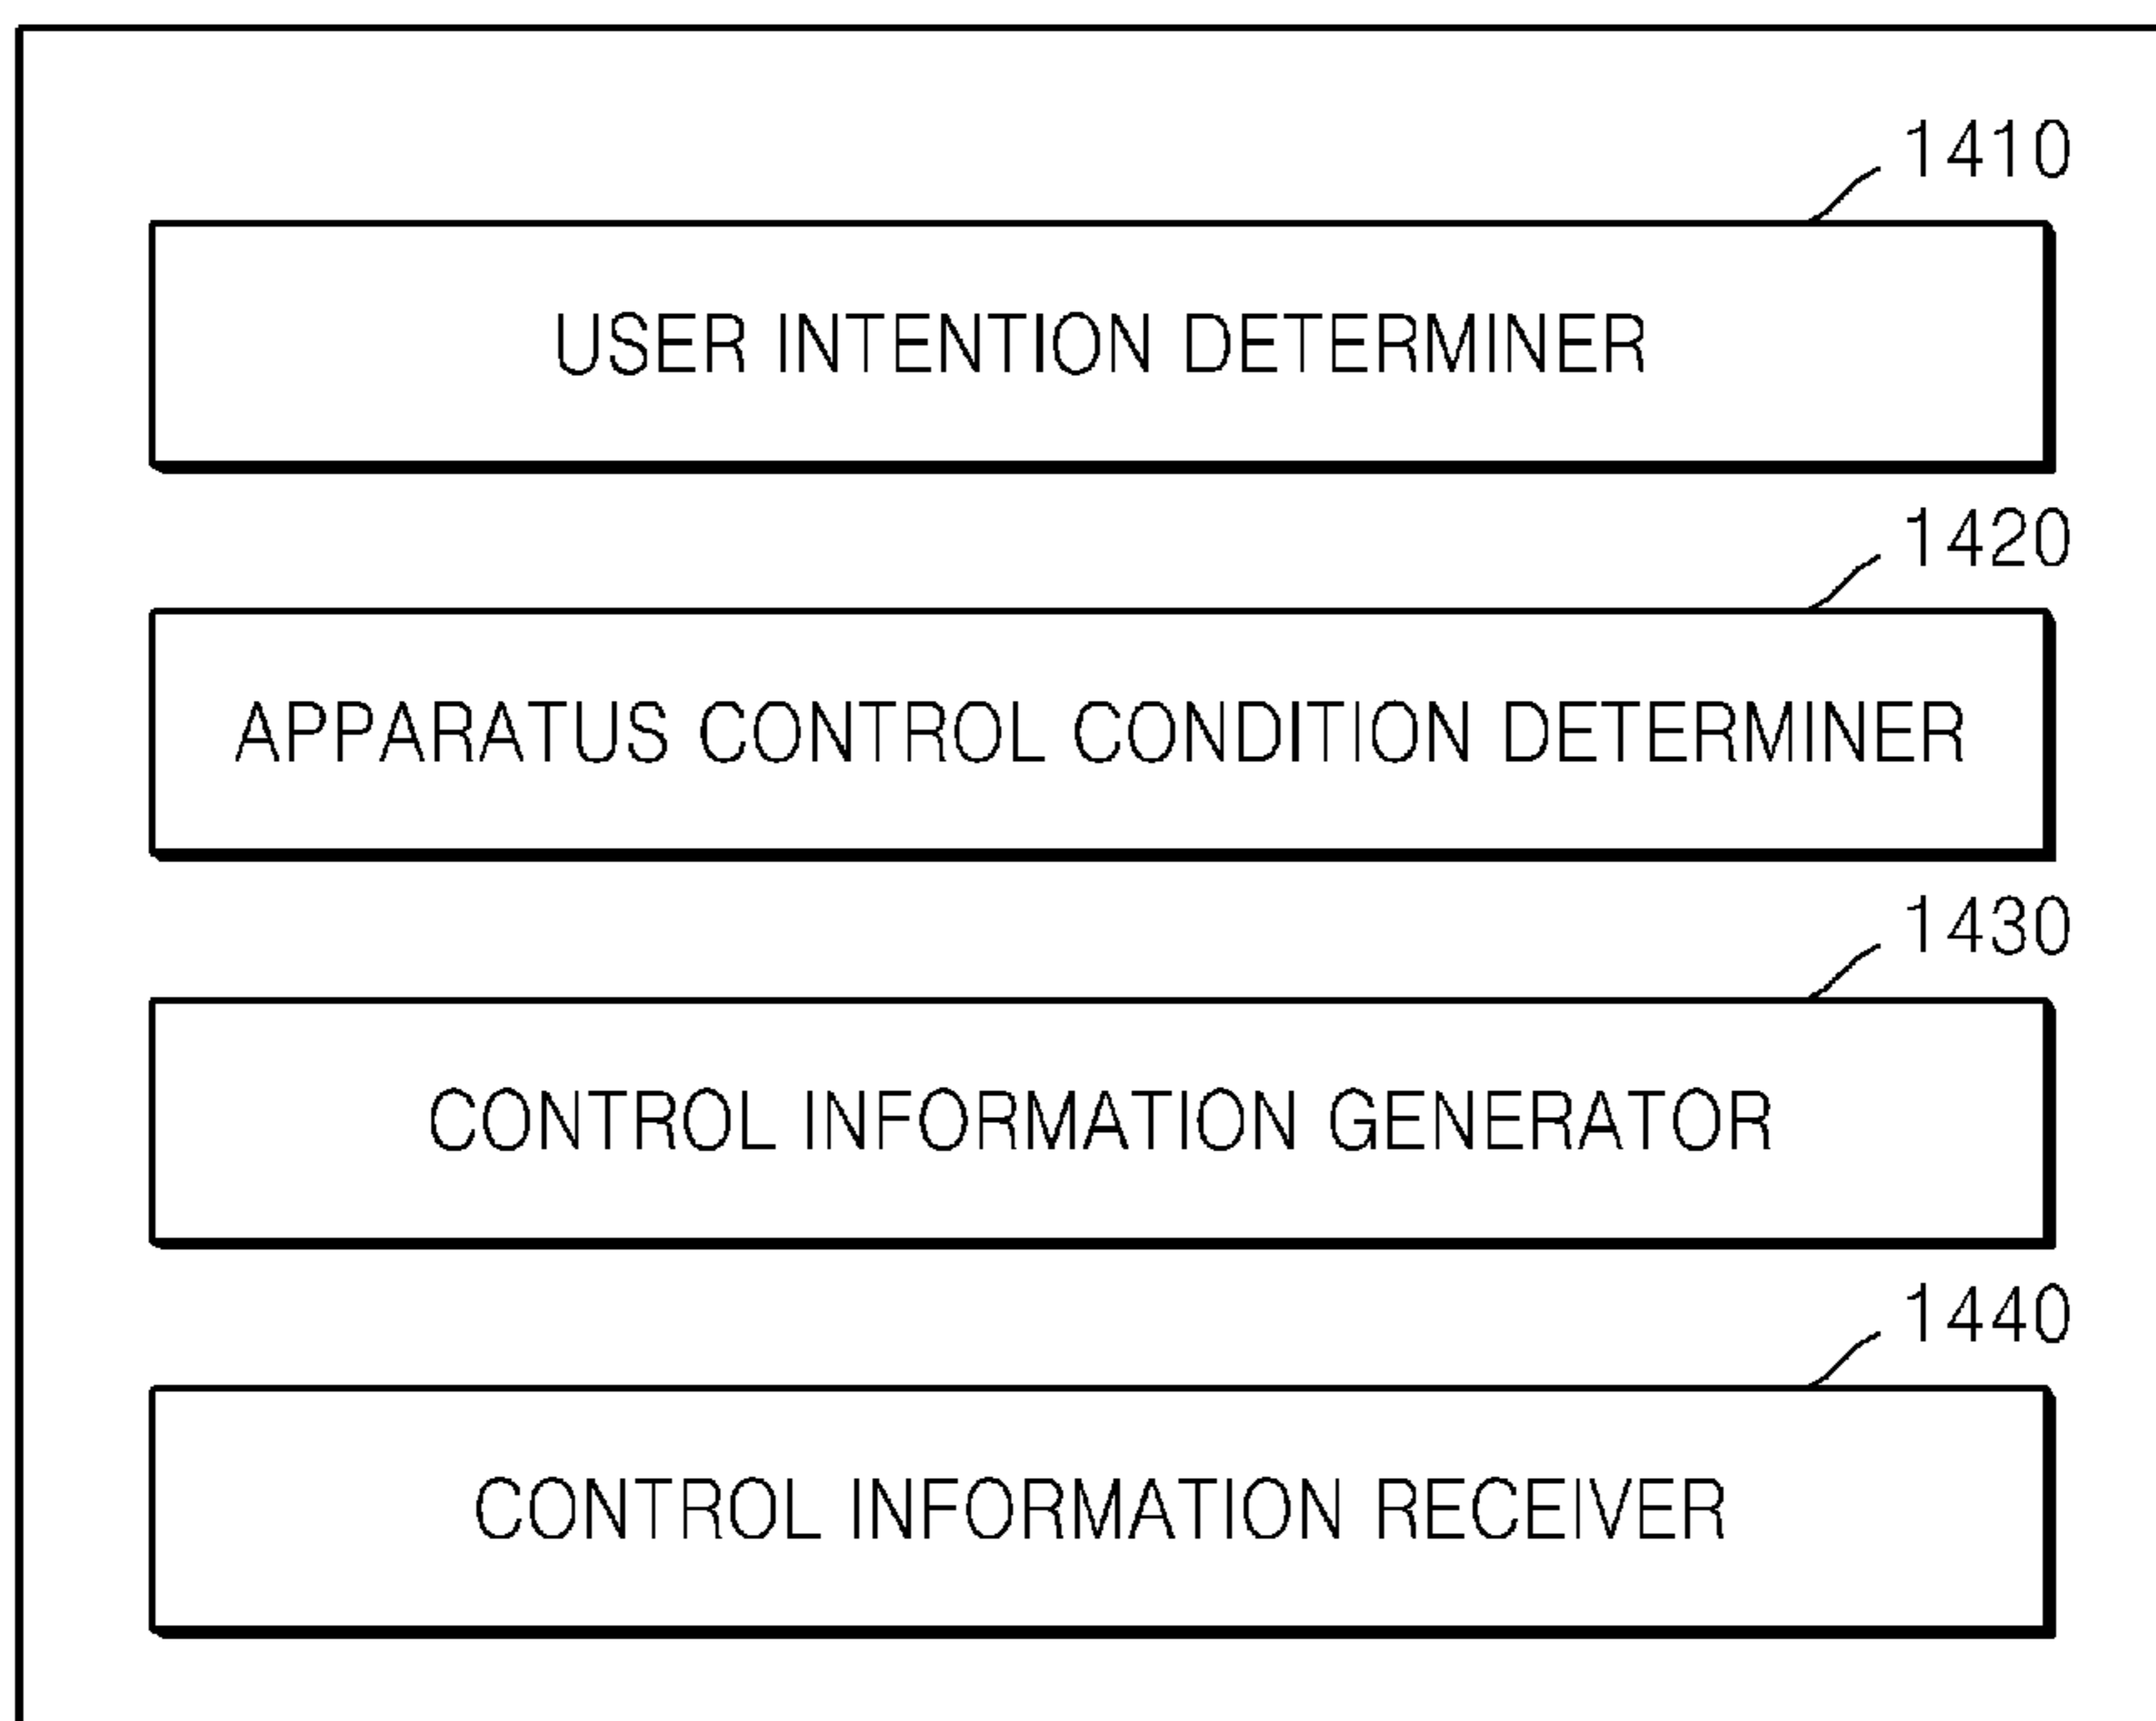 1410
USER INTENTION DETERMINER
1420
APPARATUS CONTROL CONDITION DETERMINER
1430
CONTROL INFORMATION GENERATOR
1440
CONTROL INFORMATION RECEIVER